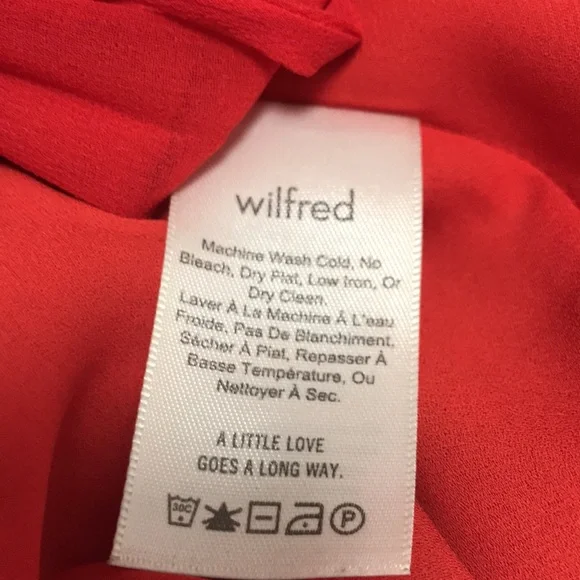 wilfred
Machine Wash Cold, No
Bleach, Dry Flat, Low Iron, Or
Dry Clean.
Laver À La Machine À L'eau
Froide, Pas De Blanchiment,
Sécher À Plat, Repasser À
Basse Température, Ou
Nettoyer À Sec.
A LITTLE LOVE
GOES A LONG WAY.
30C P